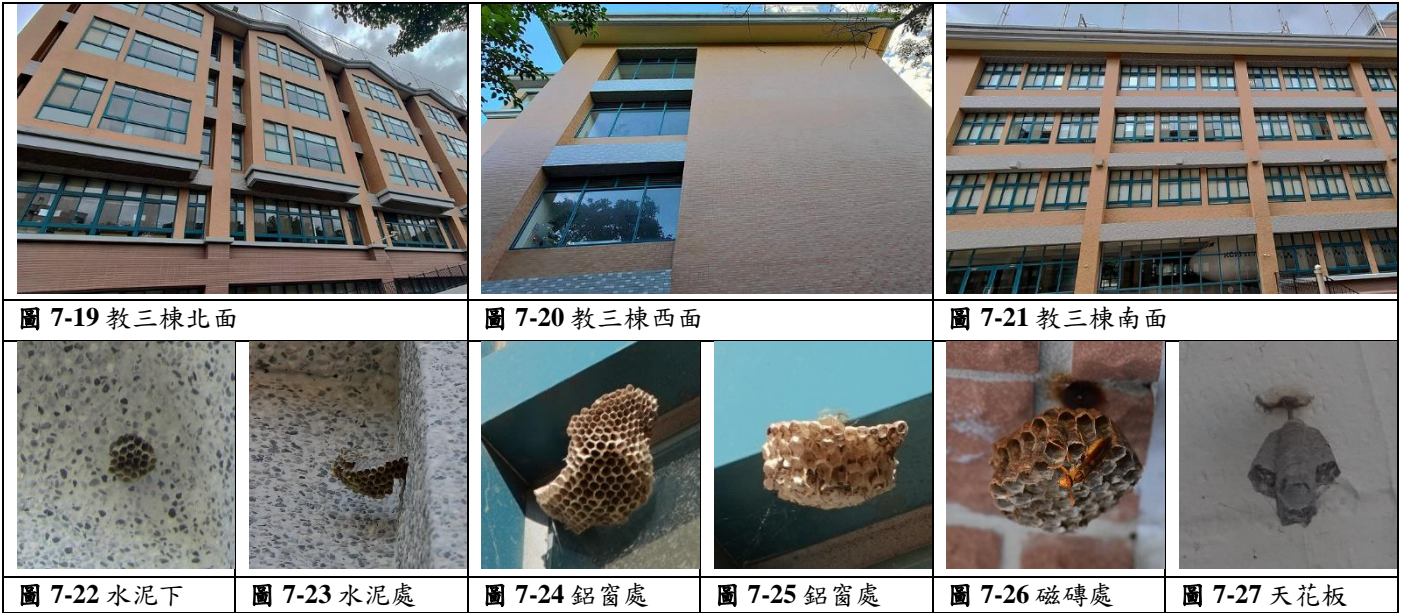 圖 7-19 教三棟北面
圖 7-20 教三棟西面
圖 7-21 教三棟南面
圖 7-22 水泥下
圖 7-23 水泥處
圖 7-24 鋁窗處
圖 7-25 鋁窗處
圖 7-26 磁磚處
圖 7-27 天花板